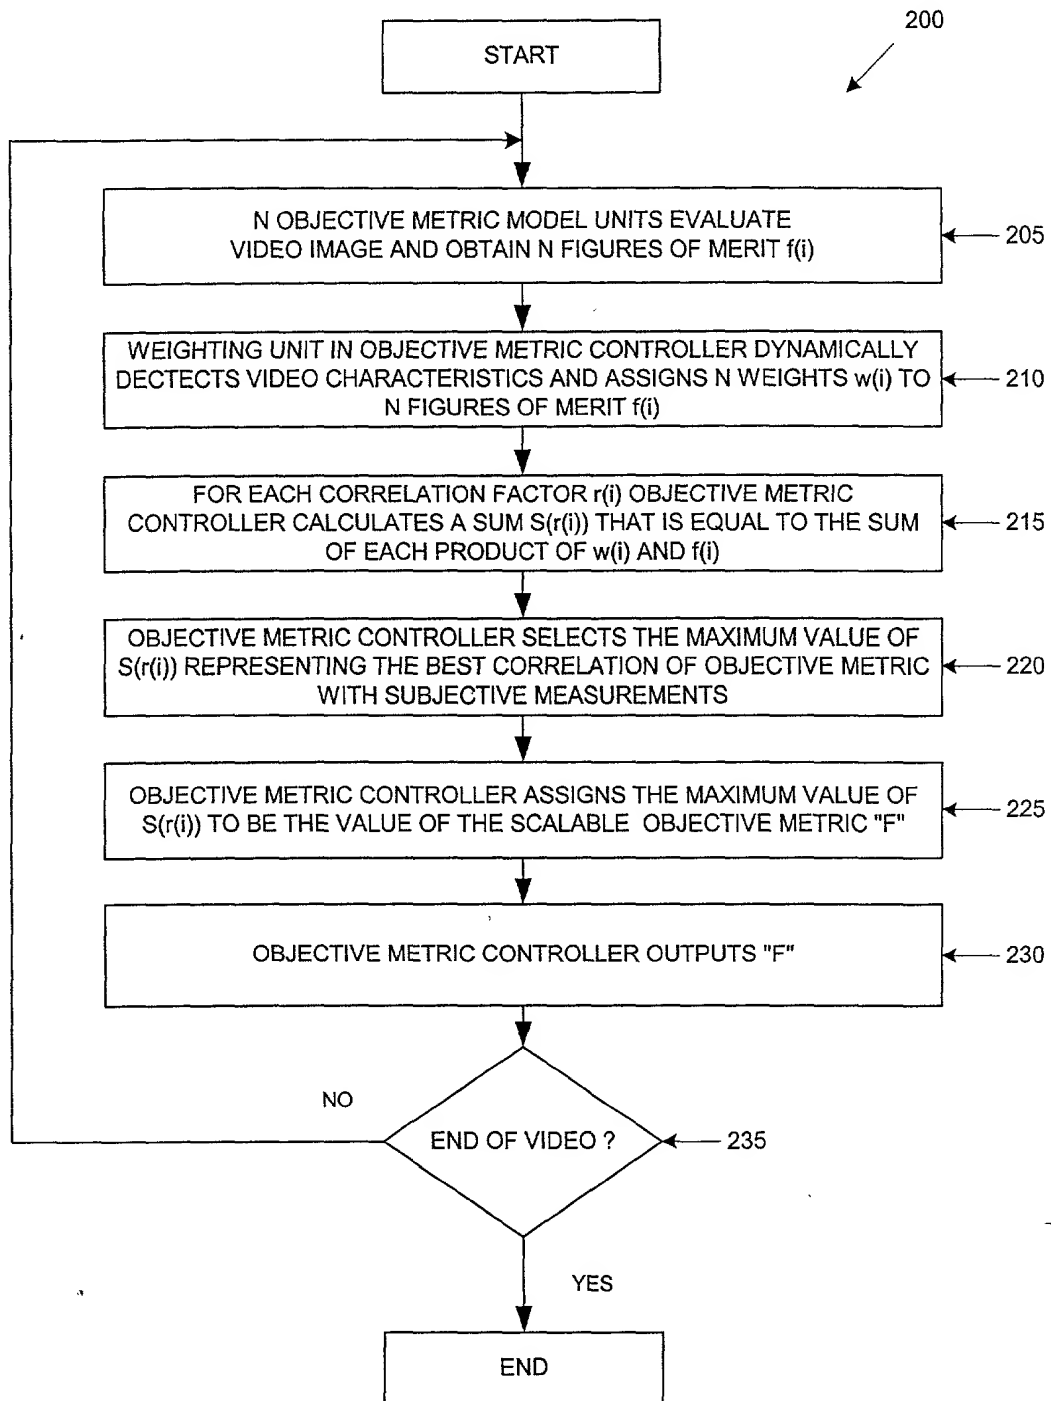 200
START
N OBJECTIVE METRIC MODEL UNITS EVALUATE
VIDEO IMAGE AND OBTAIN N FIGURES OF MERIT f(i)
205
WEIGHTING UNIT IN OBJECTIVE METRIC CONTROLLER DYNAMICALLY
DECTECTS VIDEO CHARACTERISTICS AND ASSIGNS N WEIGHTS w(i) TO
N FIGURES OF MERIT f(i)
210
FOR EACH CORRELATION FACTOR r(i) OBJECTIVE METRIC
CONTROLLER CALCULATES A SUM S(r(i)) THAT IS EQUAL TO THE SUM
OF EACH PRODUCT OF w(i) AND f(i)
215
OBJECTIVE METRIC CONTROLLER SELECTS THE MAXIMUM VALUE OF
S(r(i)) REPRESENTING THE BEST CORRELATION OF OBJECTIVE METRIC
WITH SUBJECTIVE MEASUREMENTS
220
OBJECTIVE METRIC CONTROLLER ASSIGNS THE MAXIMUM VALUE OF
S(r(i)) TO BE THE VALUE OF THE SCALABLE OBJECTIVE METRIC "F"
225
OBJECTIVE METRIC CONTROLLER OUTPUTS "F"
230
NO
END OF VIDEO ?
235
YES
END